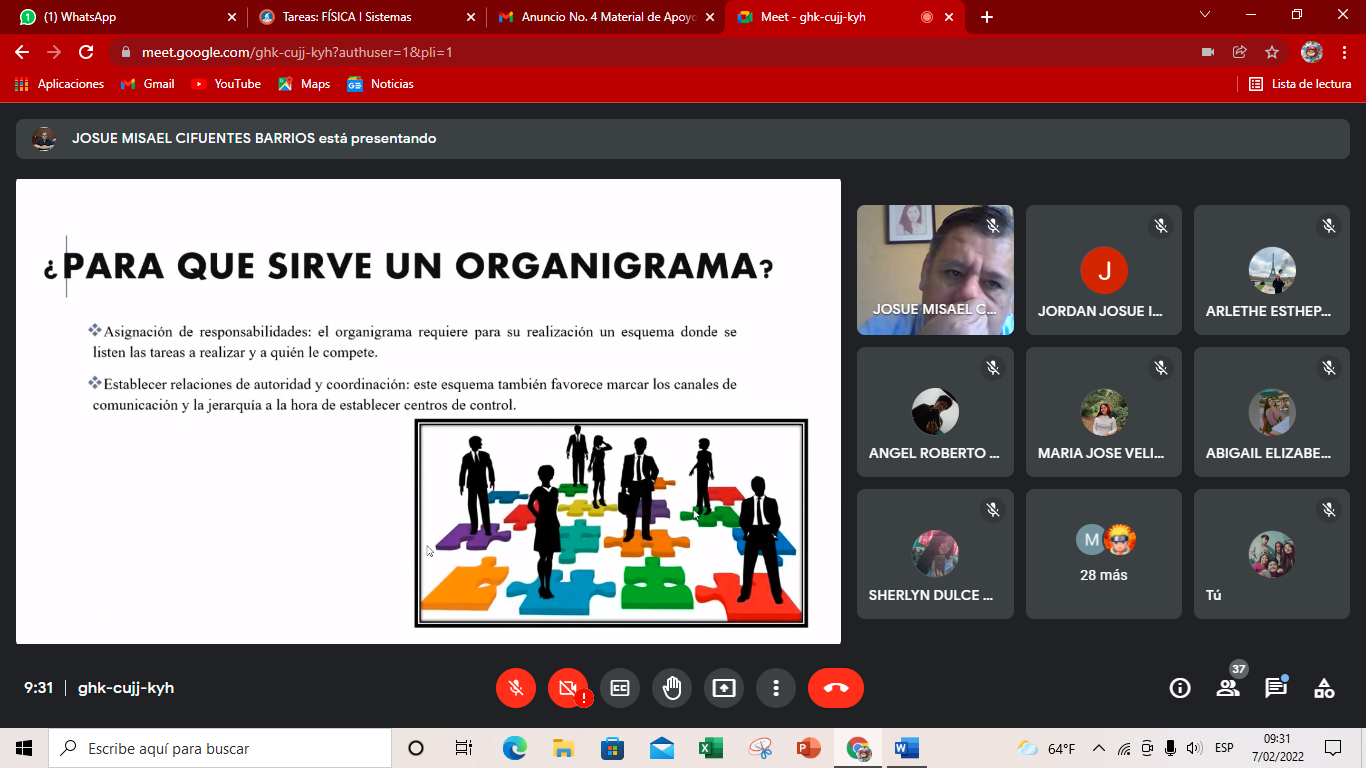 (1) WhatsApp
Tareas: FÍSICA I Sistemas
Anuncio No. 4 Material de Apoyo
Meet - ghk-cujj-kyh
meet.google.com/ghk-cujj-kyh?authuser=1&pli=1
Aplicaciones
Gmail
YouTube
Maps
Noticias
Lista de lectura
JOSUE MISAEL CIFUENTES BARRIOS está presentando
¿PARA QUE SIRVE UN ORGANIGRAMA?
❖Asignación de responsabilidades: el organigrama requiere para su realización un esquema donde se
listen las tareas a realizar y a quién le compete.
❖Establecer relaciones de autoridad y coordinación: este esquema también favorece marcar los canales de
comunicación y la jerarquía a la hora de establecer centros de control.
JOSUE MISAEL C...
J
JORDAN JOSUE I...
ARLETHE ESTHEP...
ANGEL ROBERTO ...
MARIA JOSE VELI...
ABIGAIL ELIZABE...
SHERLYN DULCE ...
M
28 más
Tú
9:31 | ghk-cujj-kyh
37
Escribe aquí para buscar
64°F
ESP
09:31
7/02/2022